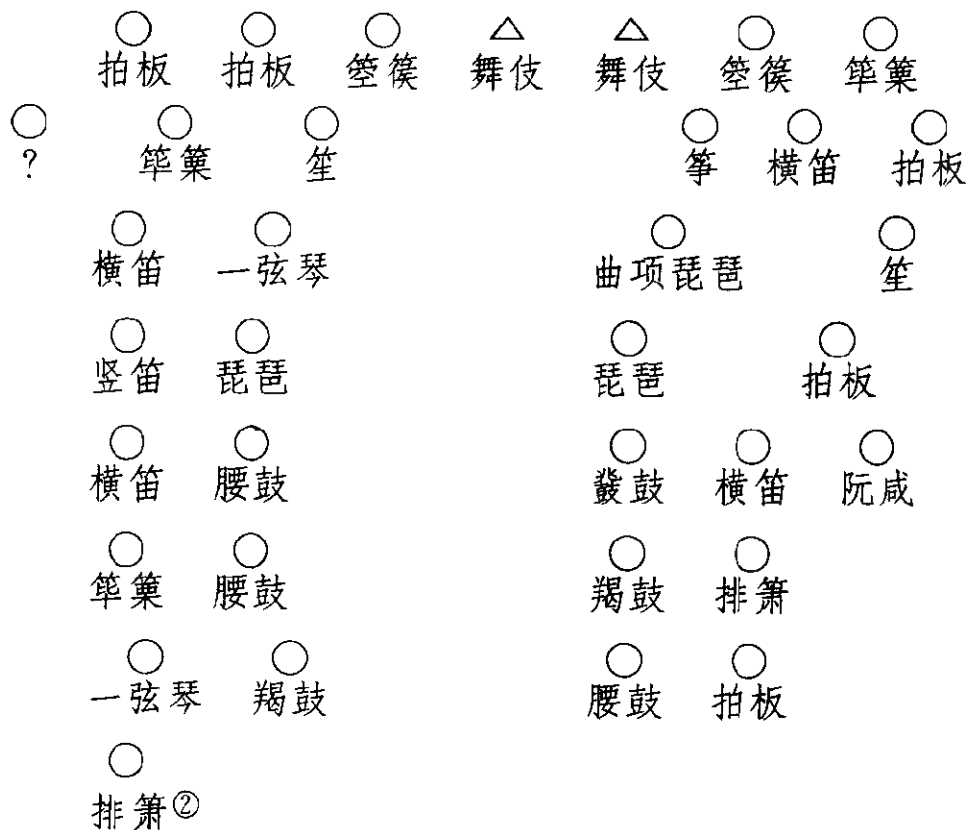 拍板 拍板 箜篌 舞伎 舞伎 箜篌 筚篥
? 筚篥 笙 筝 横笛 拍板
横笛 一弦琴 曲项琵琶 笙
竖笛 琵琶 琵琶 拍板
横笛 腰鼓 鼗鼓 横笛 阮咸
筚篥 腰鼓 羯鼓 排箫
一弦琴 羯鼓 腰鼓 拍板
排箫②